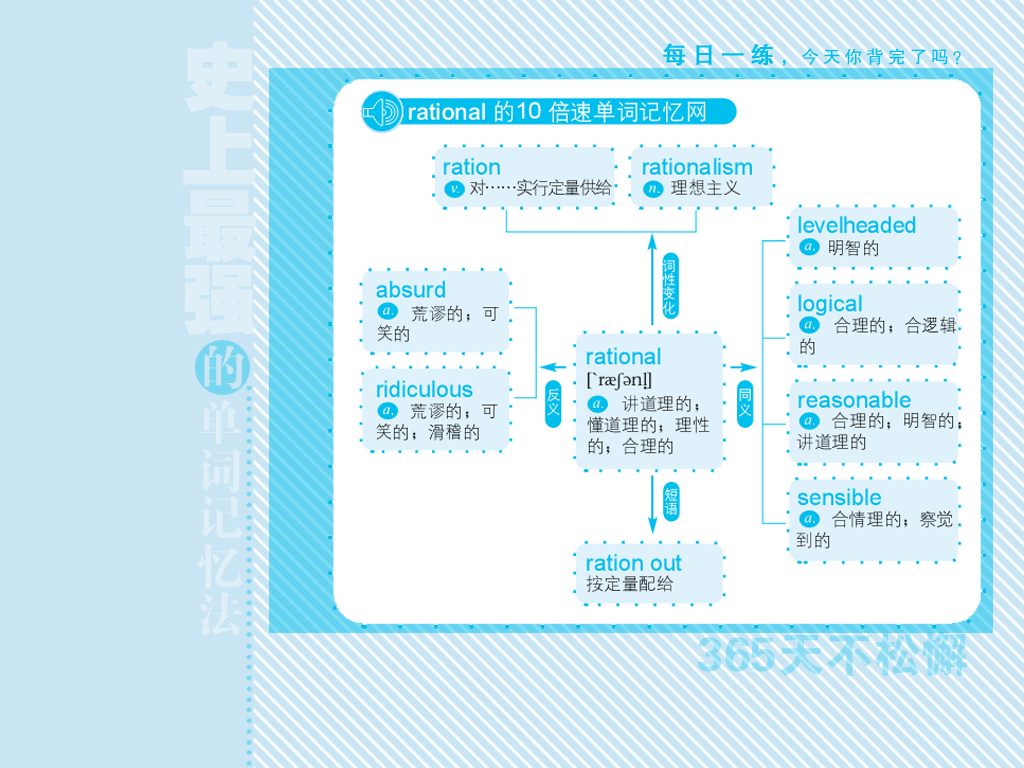 每日一练，今天你背完了吗？
史上最强的单词记忆法
rational 的10 倍速单词记忆网
ration
v. 对……实行定量供给
rationalism
n. 理想主义
词性变化
levelheaded
a. 明智的
logical
a. 合理的；合逻辑
的
reasonable
a. 合理的；明智的；
讲道理的
sensible
a. 合情理的；察觉
到的
absurd
a. 荒谬的；可
笑的
ridiculous
a. 荒谬的；可
笑的；滑稽的
反义
rational
[`ræʃənl̩]
a. 讲道理的；
懂道理的；理性
的；合理的
同义
短语
ration out
按定量配给
365天不松懈